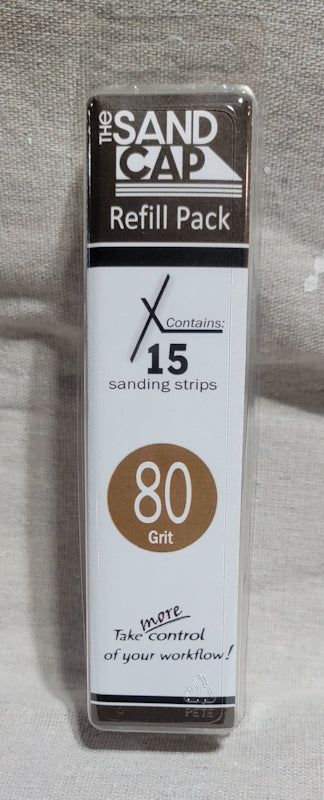 THE SAND
CAP
Refill Pack
Contains:
15
sanding strips
80
Grit
more
Take control
of your workflow!
PETE